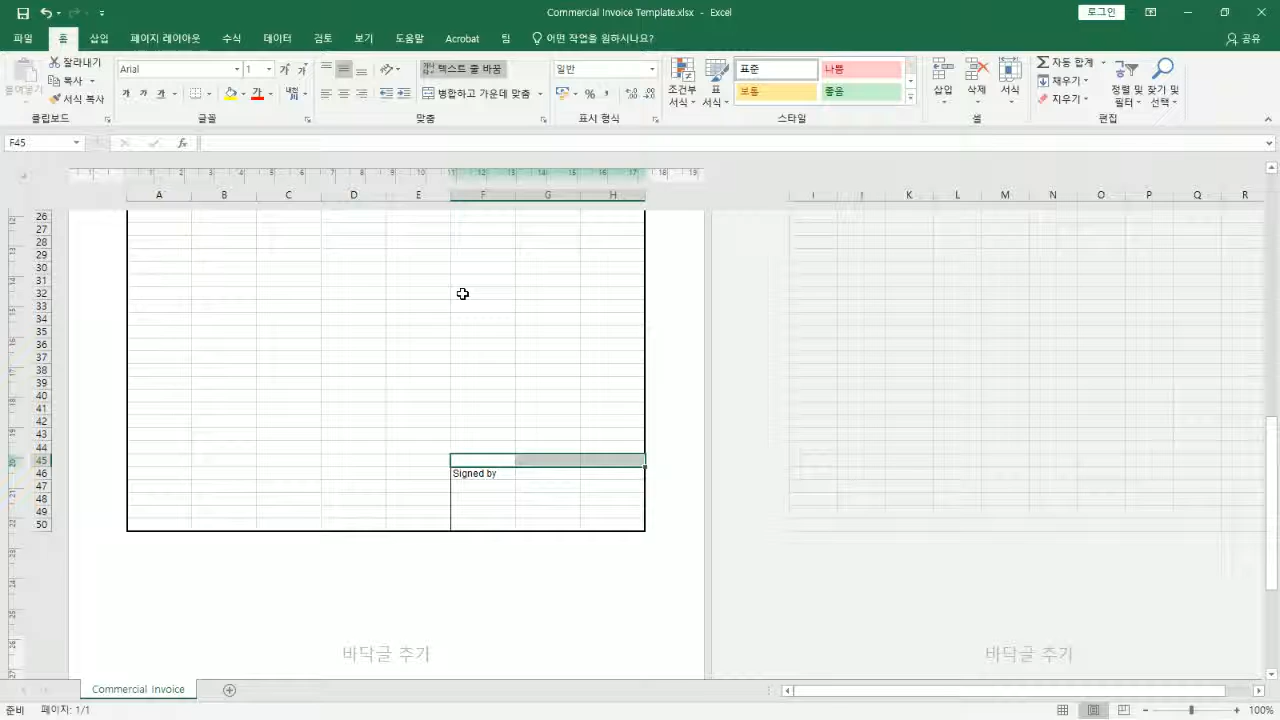 Commercial Invoice Template.xlsx - Excel
로그인
파일 홈 삽입 페이지 레이아웃 수식 데이터 검토 보기 도움말 Acrobat 팀 어떤 작업을 원하시나요? 공유
잘라내기
복사
서식 복사
클립보드
Arial
가 가 가
글꼴
텍스트 줄 바꿈
병합하고 가운데 맞춤
맞춤
일반
표시 형식
조건부 서식
표 서식
표준 나쁨
보통 좋음
스타일
삽입 삭제 서식
셀
자동 합계
채우기
지우기
정렬 및 필터
찾기 및 선택
편집
F45
A B C D E F G H I J K L M N O P Q R
26
27
28
29
30
31
32
33
34
35
36
37
38
39
40
41
42
43
44
45
46 Signed by
47
48
49
50
바닥글 추가 바닥글 추가
Commercial Invoice
준비 페이지: 1/1 100%